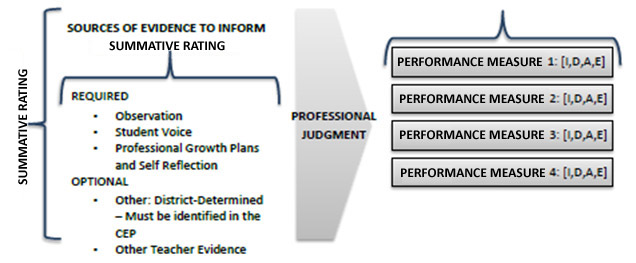 SUMMATIVE RATING
SOURCES OF EVIDENCE TO INFORM
SUMMATIVE RATING
REQUIRED
• Observation
• Student Voice
• Professional Growth Plans
and Self Reflection
OPTIONAL
• Other: District-Determined
– Must be identified in the
CEP
• Other Teacher Evidence
PROFESSIONAL
JUDGMENT
PERFORMANCE MEASURE 1: [I,D,A,E]
PERFORMANCE MEASURE 2: [I,D,A,E]
PERFORMANCE MEASURE 3: [I,D,A,E]
PERFORMANCE MEASURE 4: [I,D,A,E]